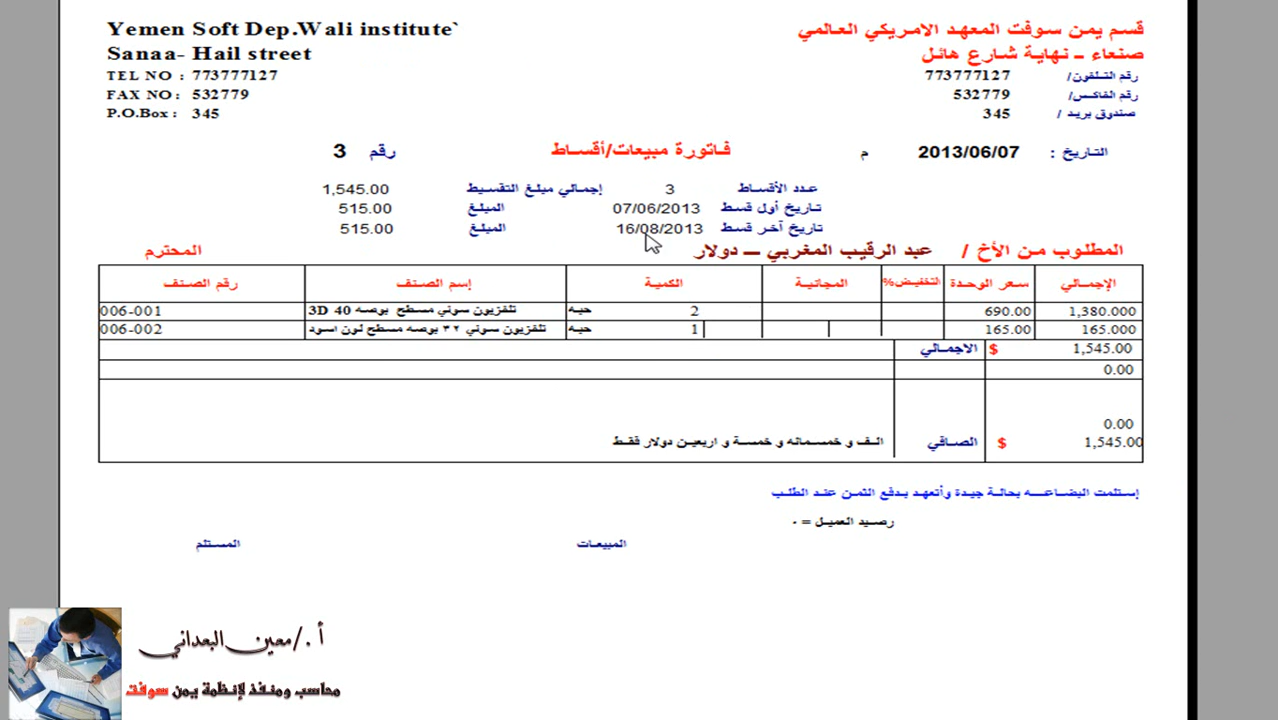 Yemen Soft Dep.Wali institute`
قسم يمن سوفت المعهد الامريكي العالمي
Sanaa- Hail street
صنعاء - نهاية شارع هائل
TEL NO : 773777127
رقم التلفون/ 773777127
FAX NO : 532779
رقم الفاكس/ 532779
P.O.Box : 345
صندوق بريد / 345
التاريخ : 2013/06/07 م
فاتورة مبيعات/أقساط
رقم 3
عدد الأقساط 3 إجمالي مبلغ التقسيط 1,545.00
تاريخ أول قسط 07/06/2013 المبلغ 515.00
تاريخ آخر قسط 16/08/2013 المبلغ 515.00
المطلوب من الأخ / عبد الرقيب المغربي - دولار المحترم
الإجمالي سعر الوحدة التخفيض% المجانية الكمية إسم الصنف رقم الصنف
1,380.000 690.00 2 حبه تلفزيون سوني مسطح بوصه 40 3D 006-001
165.000 165.00 1 حبه تلفزيون سوني ٣٢ بوصه مسطح لون اسود 006-002
1,545.00 $ الاجمالي
0.00
0.00
1,545.00 $ الصافي الف و خمسمائه و خمسة و اربعين دولار فقط
إستلمت البضاعه بحالة جيدة وأتعهد بدفع الثمن عند الطلب
رصيد العميل = ٠
المبيعات المستلم
أ./معين البعداني
محاسب ومنفذ لإنظمة يمن سوفت